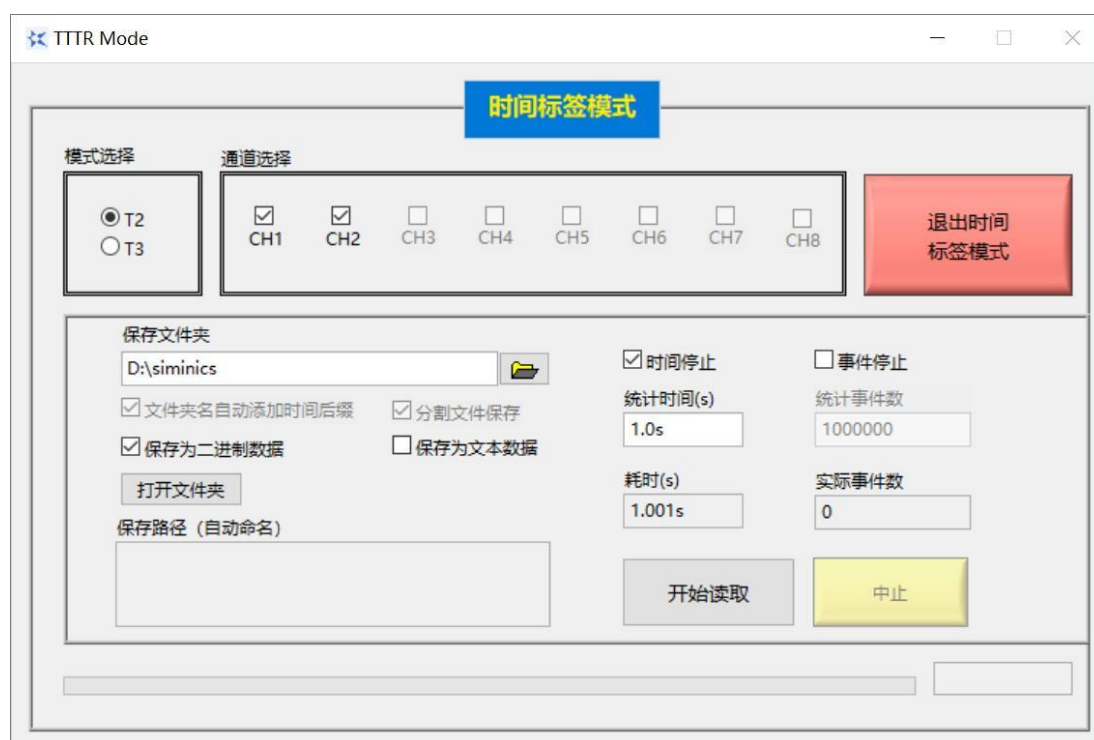 TTTR Mode
时间标签模式
模式选择
通道选择
T2
T3
CH1
CH2
CH3
CH4
CH5
CH6
CH7
CH8
退出时间
标签模式
保存文件夹
D:\siminics
文件夹名自动添加时间后缀
分割文件保存
保存为二进制数据
保存为文本数据
打开文件夹
保存路径（自动命名）
时间停止
事件停止
统计时间(s)
统计事件数
1.0s
1000000
耗时(s)
实际事件数
1.001s
0
开始读取
中止